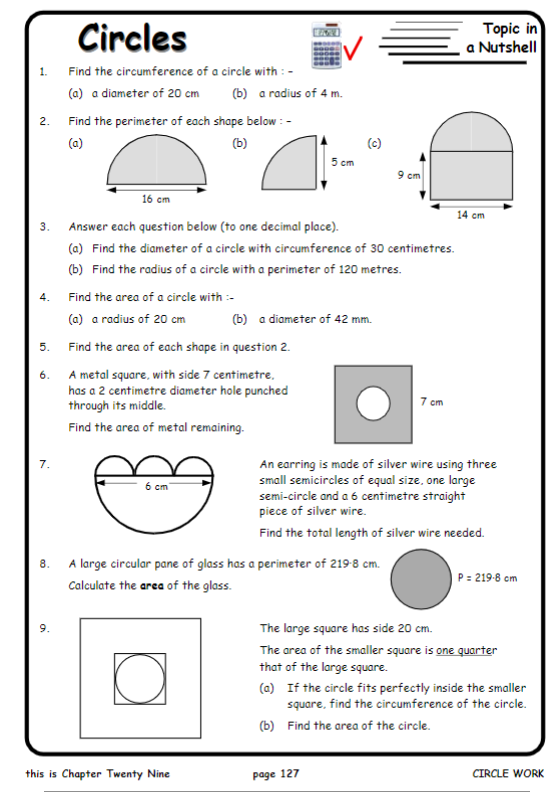 Circles
Topic in
a Nutshell
1. Find the circumference of a circle with : -
(a) a diameter of 20 cm (b) a radius of 4 m.
2. Find the perimeter of each shape below : -
(a) (b) (c)
5 cm
9 cm
16 cm
14 cm
3. Answer each question below (to one decimal place).
(a) Find the diameter of a circle with circumference of 30 centimetres.
(b) Find the radius of a circle with a perimeter of 120 metres.
4. Find the area of a circle with :-
(a) a radius of 20 cm (b) a diameter of 42 mm.
5. Find the area of each shape in question 2.
6. A metal square, with side 7 centimetre,
has a 2 centimetre diameter hole punched
through its middle.
Find the area of metal remaining.
7 cm
7. An earring is made of silver wire using three
small semicircles of equal size, one large
semi-circle and a 6 centimetre straight
piece of silver wire.
Find the total length of silver wire needed.
6 cm
8. A large circular pane of glass has a perimeter of 219·8 cm.
Calculate the area of the glass.
P = 219·8 cm
9. The large square has side 20 cm.
The area of the smaller square is one quarter
that of the large square.
(a) If the circle fits perfectly inside the smaller
square, find the circumference of the circle.
(b) Find the area of the circle.
this is Chapter Twenty Nine page 127 CIRCLE WORK